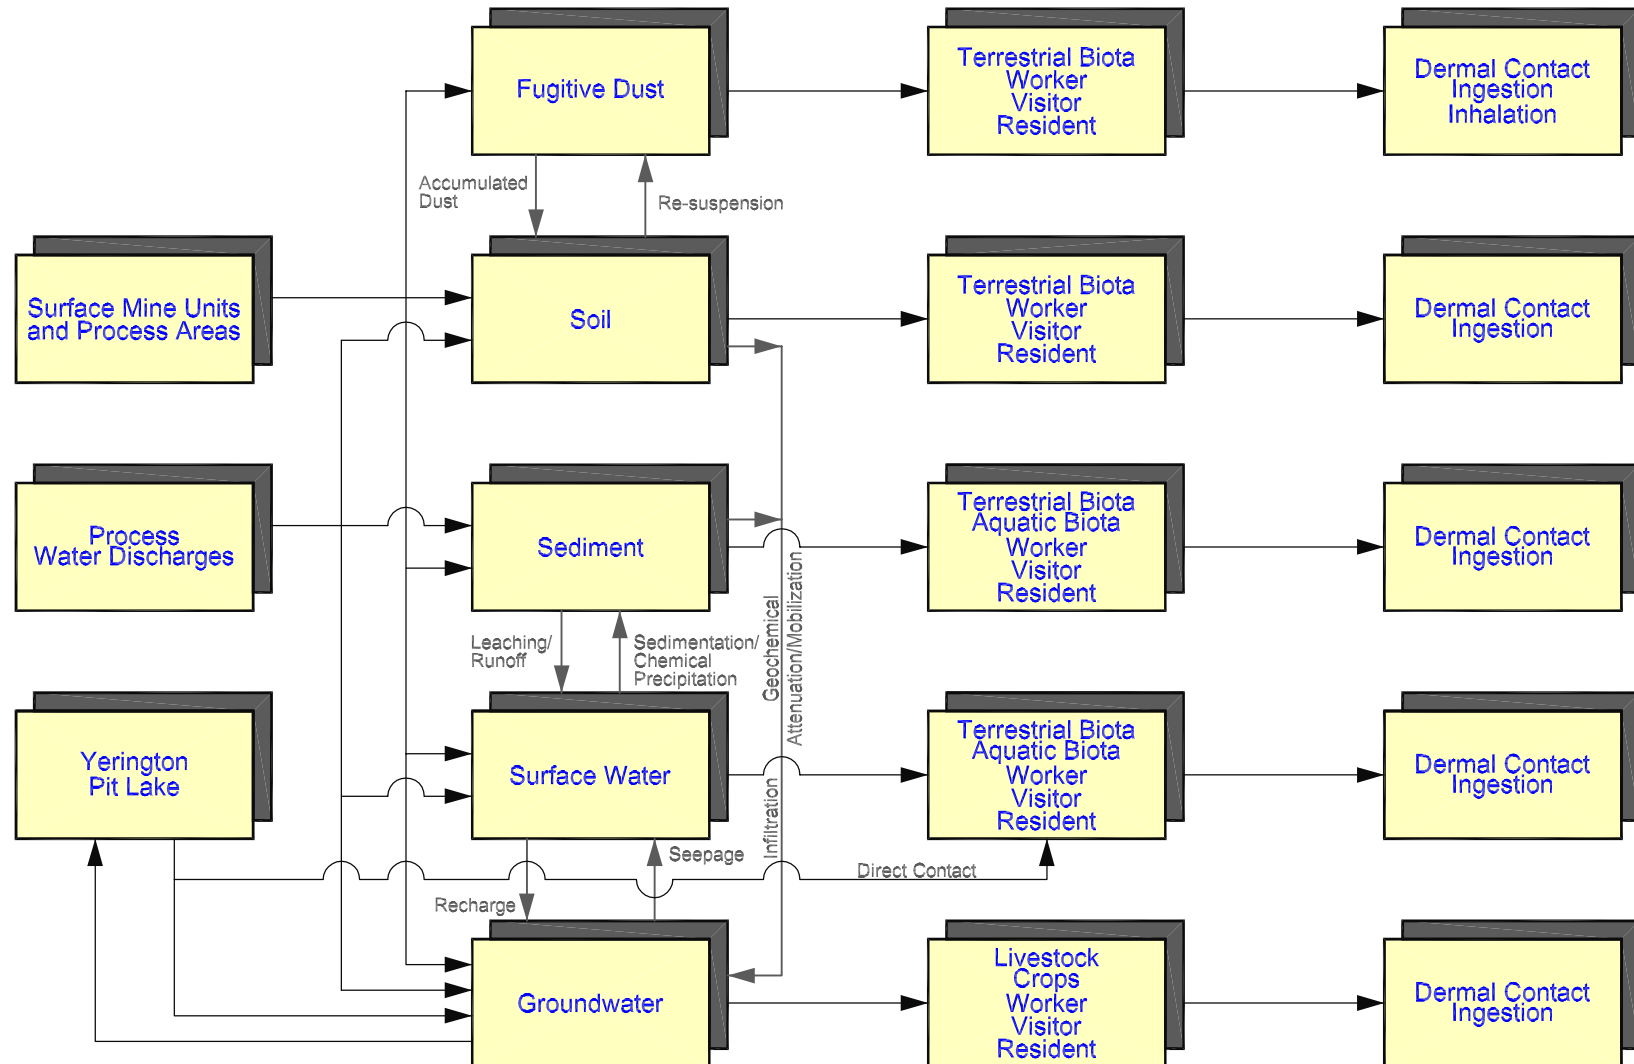 Fugitive Dust
Terrestrial Biota
Worker
Visitor
Resident
Dermal Contact
Ingestion
Inhalation
Accumulated
Dust
Re-suspension
Surface Mine Units
and Process Areas
Soil
Terrestrial Biota
Worker
Visitor
Resident
Dermal Contact
Ingestion
Process
Water Discharges
Sediment
Terrestrial Biota
Aquatic Biota
Worker
Visitor
Resident
Dermal Contact
Ingestion
Leaching/
Runoff
Sedimentation/
Chemical
Precipitation
Geochemical
Attenuation/Mobilization
Yerington
Pit Lake
Surface Water
Infiltration
Terrestrial Biota
Aquatic Biota
Worker
Visitor
Resident
Dermal Contact
Ingestion
Seepage
Direct Contact
Recharge
Groundwater
Livestock
Crops
Worker
Visitor
Resident
Dermal Contact
Ingestion